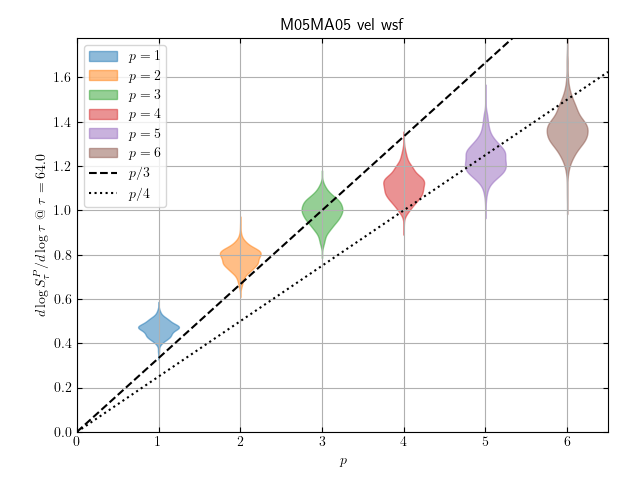 M05MA05 vel wsf
d log S_τ^P / d log τ @ τ = 64.0
1.6
1.4
1.2
1.0
0.8
0.6
0.4
0.2
0.0
p = 1
p = 2
p = 3
p = 4
p = 5
p = 6
p/3
p/4
0 1 2 3 4 5 6
p